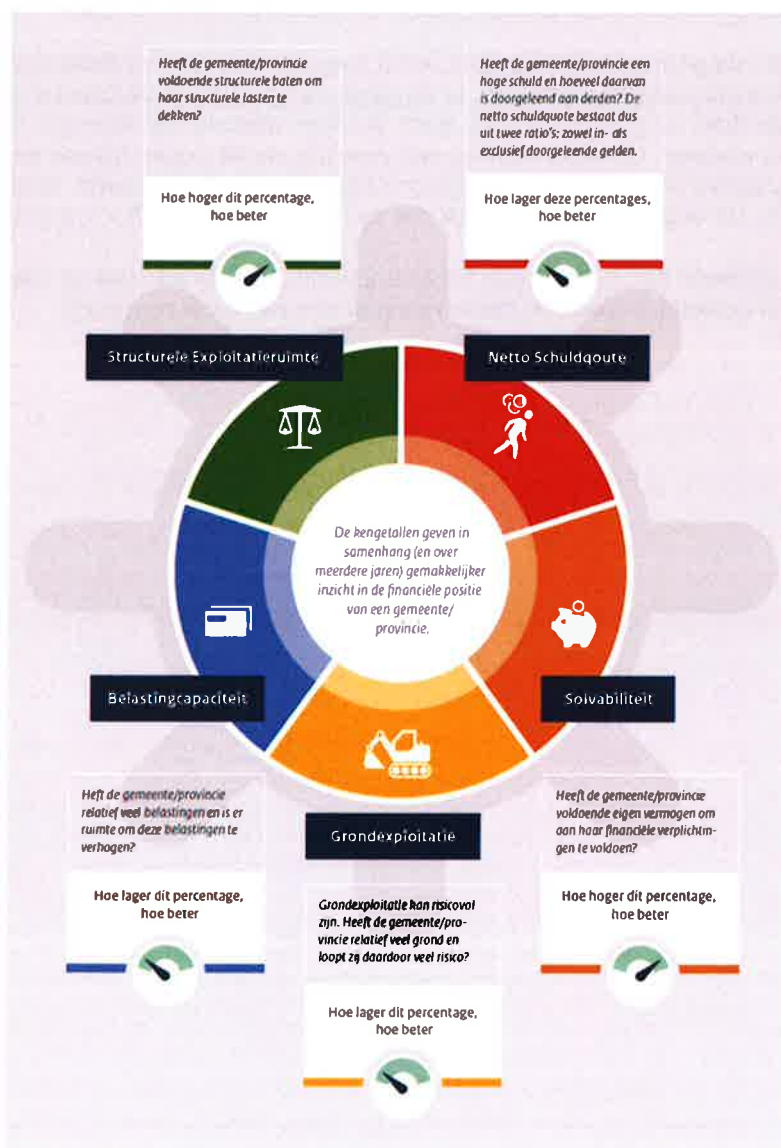 Heeft de gemeente/provincie
voldoende structurele baten om
haar structurele lasten te
dekken?
Hoe hoger dit percentage,
hoe beter
Heeft de gemeente/provincie een
hoge schuld en hoeveel daarvan
is doorgeleend aan derden? De
netto schuldquote bestaat dus
uit twee ratio's: zowel in- als
exclusief doorgeleende gelden.
Hoe lager deze percentages,
hoe beter
Structurele Exploitatieruimte
Netto Schuldqoute
De kengetallen geven in
samenhang (en over
meerdere jaren) gemakkelijker
inzicht in de financiële positie
van een gemeente/
provincie.
Belastingcapaciteit
Solvabiliteit
Heft de gemeente/provincie
relatief veel belastingen en is er
ruimte om deze belastingen te
verhogen?
Hoe lager dit percentage,
hoe beter
Grondexploitatie
Grondexploitatie kan risicovol
zijn. Heeft de gemeente/pro-
vincie relatief veel grond en
loopt zij daardoor veel risico?
Hoe lager dit percentage,
hoe beter
Heeft de gemeente/provincie
voldoende eigen vermogen om
aan haar financiële verplichtin-
gen te voldoen?
Hoe hoger dit percentage,
hoe beter